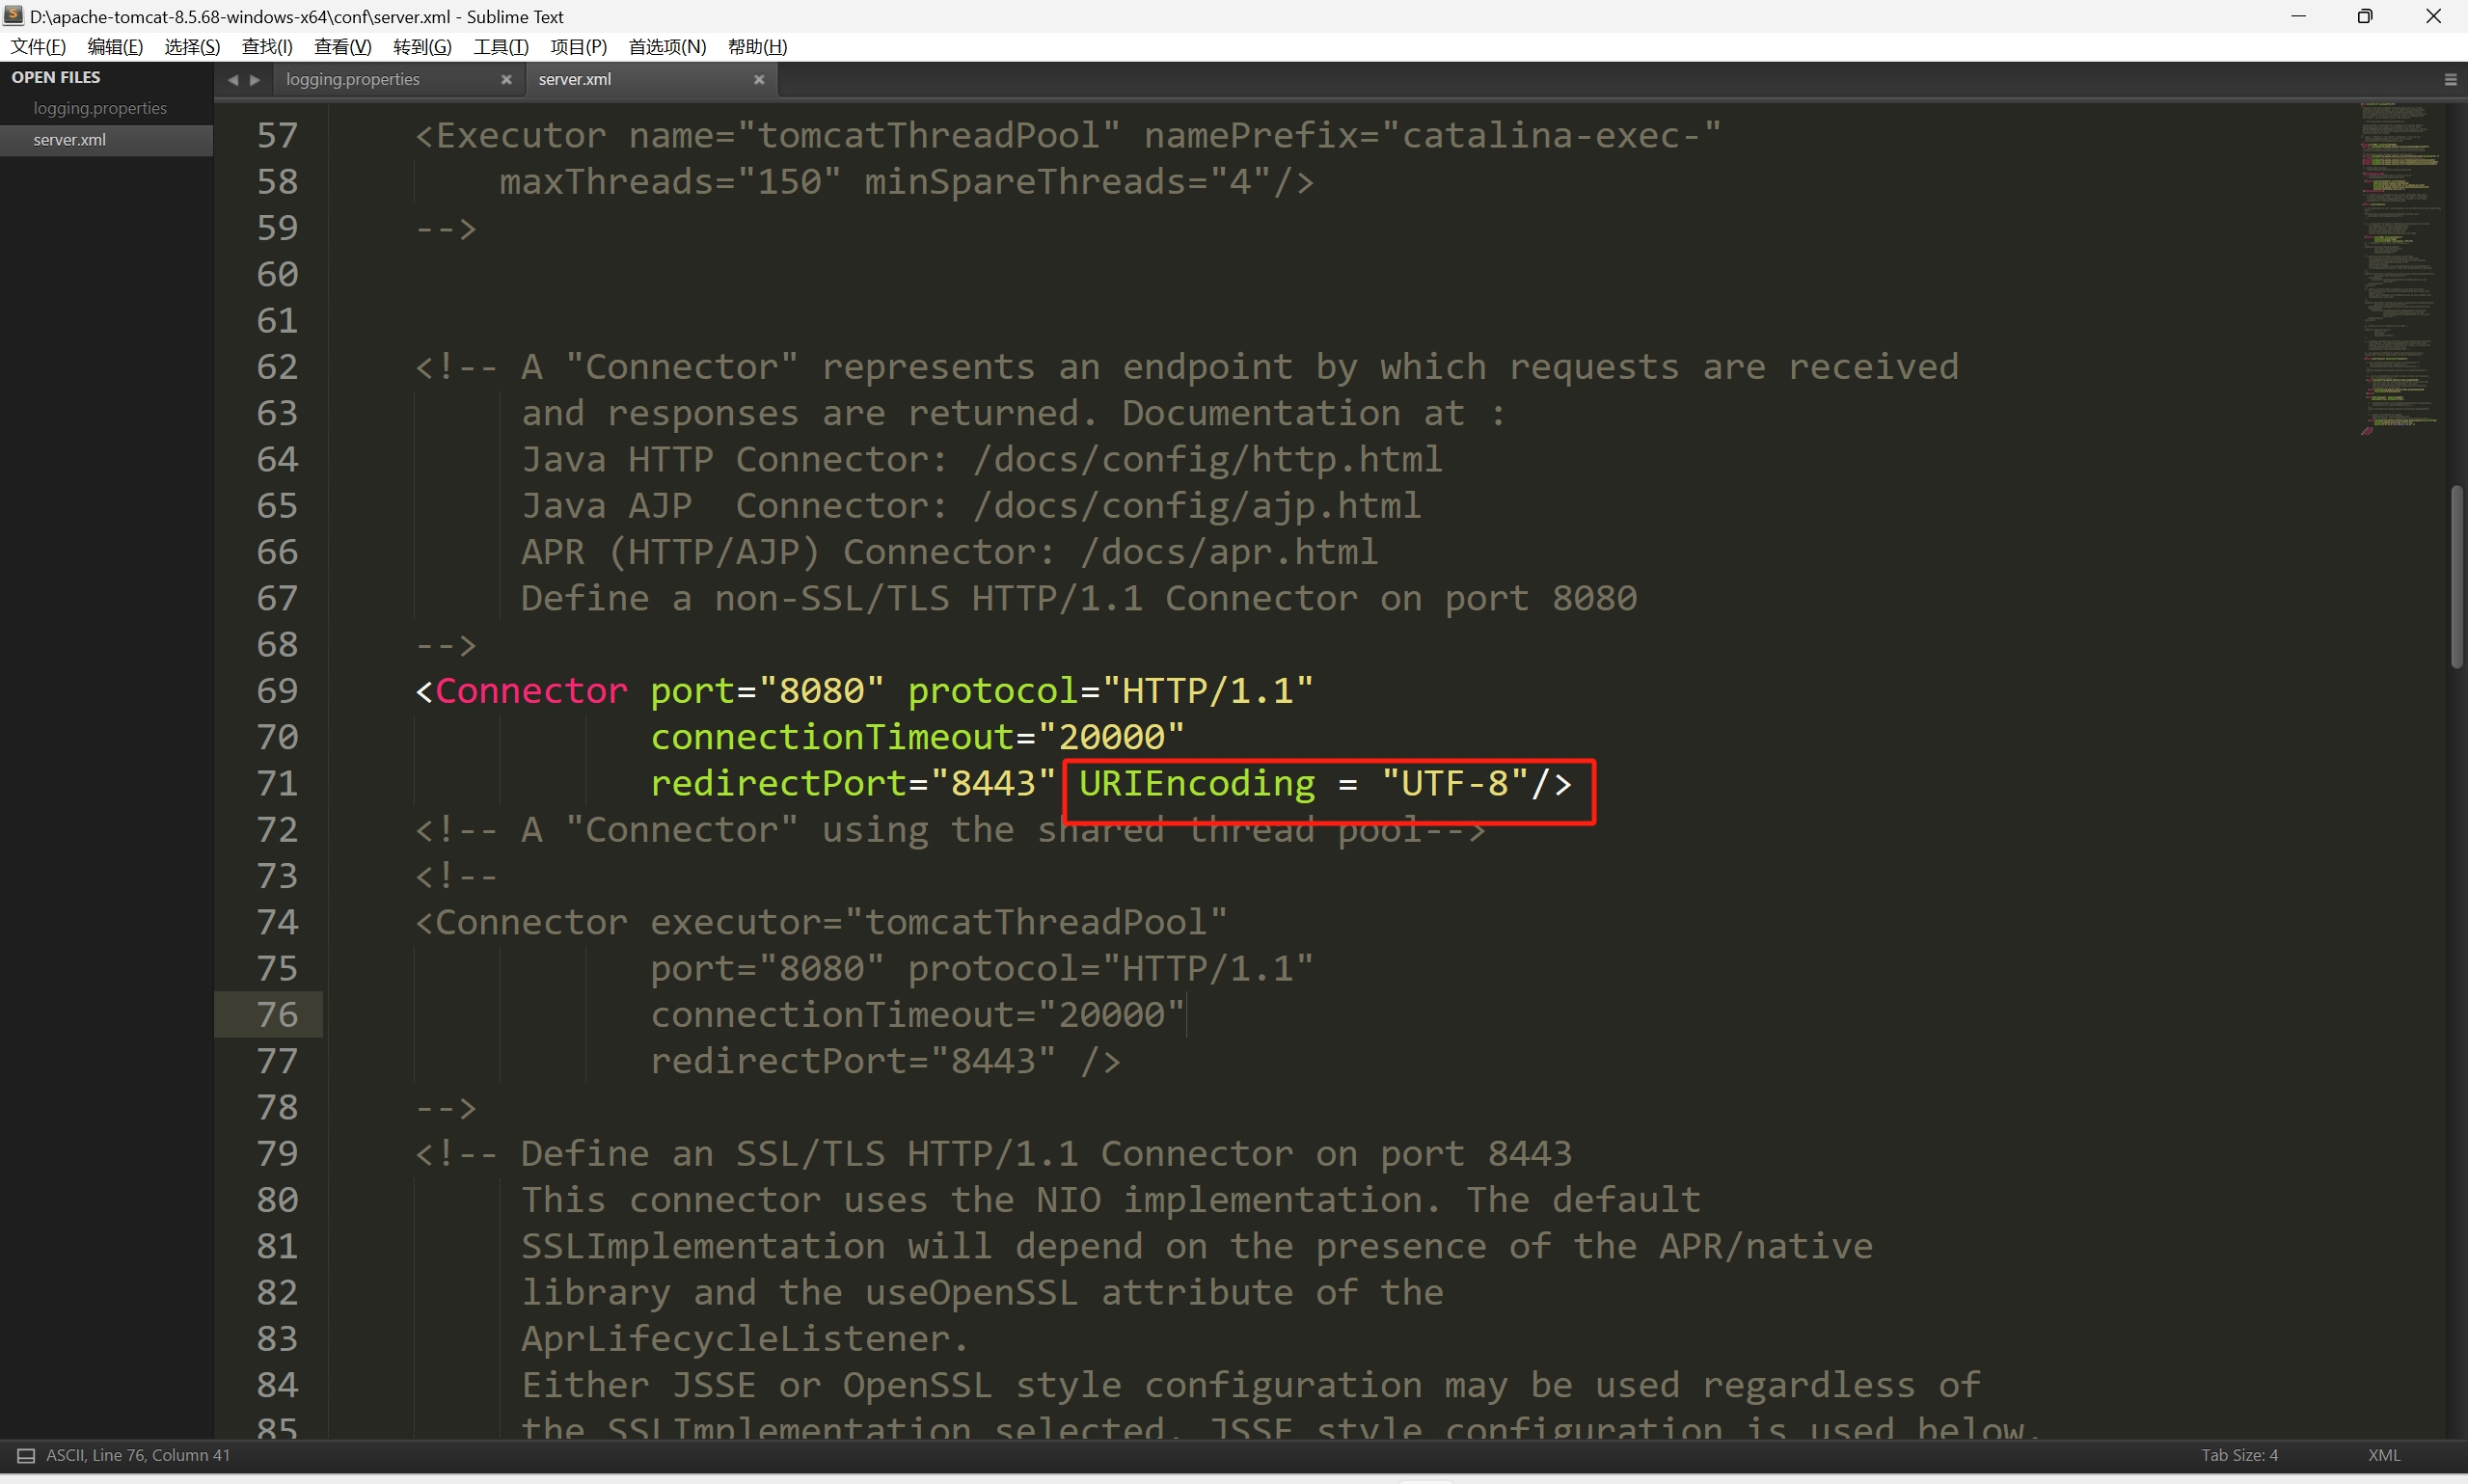 D:\apache-tomcat-8.5.68-windows-x64\conf\server.xml - Sublime Text
文件(F) 编辑(E) 选择(S) 查找(I) 查看(V) 转到(G) 工具(T) 项目(P) 首选项(N) 帮助(H)
OPEN FILES
logging.properties
server.xml
logging.properties × server.xml ×
57 <Executor name="tomcatThreadPool" namePrefix="catalina-exec-"
58 maxThreads="150" minSpareThreads="4"/>
59 -->
60
61
62 <!-- A "Connector" represents an endpoint by which requests are received
63 and responses are returned. Documentation at :
64 Java HTTP Connector: /docs/config/http.html
65 Java AJP  Connector: /docs/config/ajp.html
66 APR (HTTP/AJP) Connector: /docs/apr.html
67 Define a non-SSL/TLS HTTP/1.1 Connector on port 8080
68 -->
69 <Connector port="8080" protocol="HTTP/1.1"
70 connectionTimeout="20000"
71 redirectPort="8443" URIEncoding = "UTF-8"/>
72 <!-- A "Connector" using the shared thread pool-->
73 <!--
74 <Connector executor="tomcatThreadPool"
75 port="8080" protocol="HTTP/1.1"
76 connectionTimeout="20000"
77 redirectPort="8443" />
78 -->
79 <!-- Define an SSL/TLS HTTP/1.1 Connector on port 8443
80 This connector uses the NIO implementation. The default
81 SSLImplementation will depend on the presence of the APR/native
82 library and the useOpenSSL attribute of the
83 AprLifecycleListener.
84 Either JSSE or OpenSSL style configuration may be used regardless of
85 the SSLImplementation selected. JSSE style configuration is used below.
ASCII, Line 76, Column 41
Tab Size: 4
XML